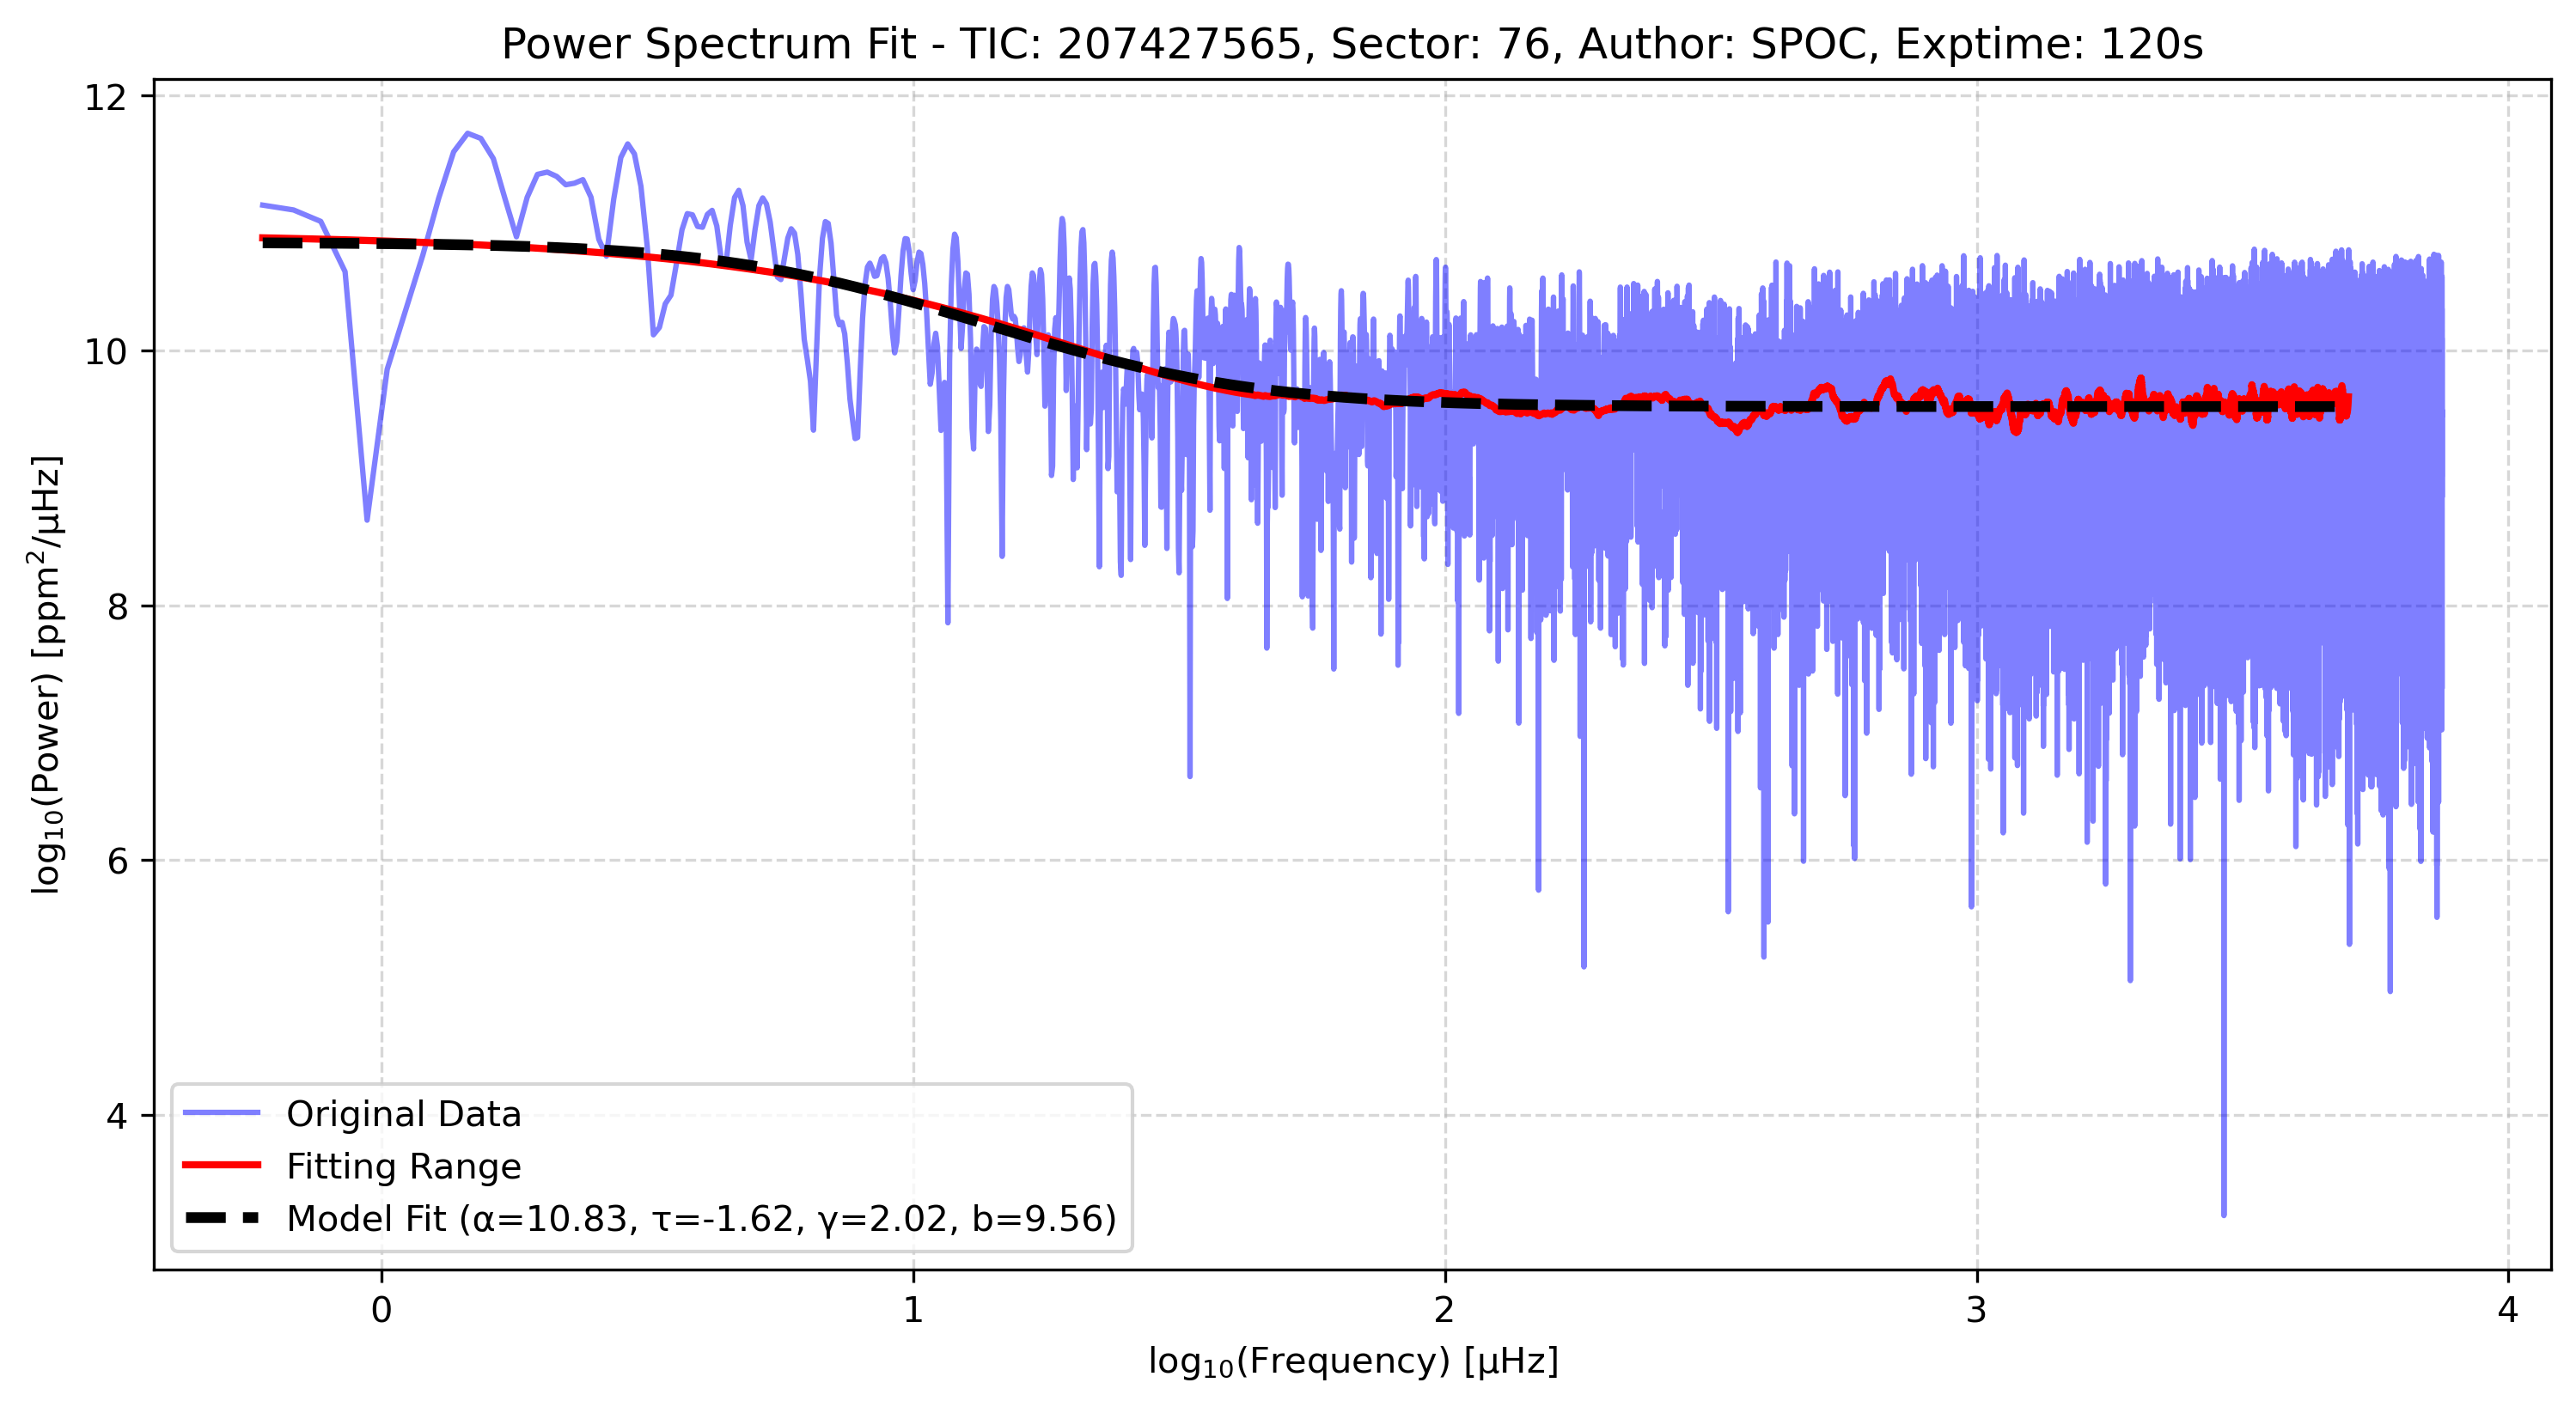 Power Spectrum Fit - TIC: 207427565, Sector: 76, Author: SPOC, Exptime: 120s
12
10
8
6
4
log₁₀(Power) [ppm²/μHz]
Original Data
Fitting Range
Model Fit (α=10.83, τ=-1.62, γ=2.02, b=9.56)
0 1 2 3 4
log₁₀(Frequency) [μHz]